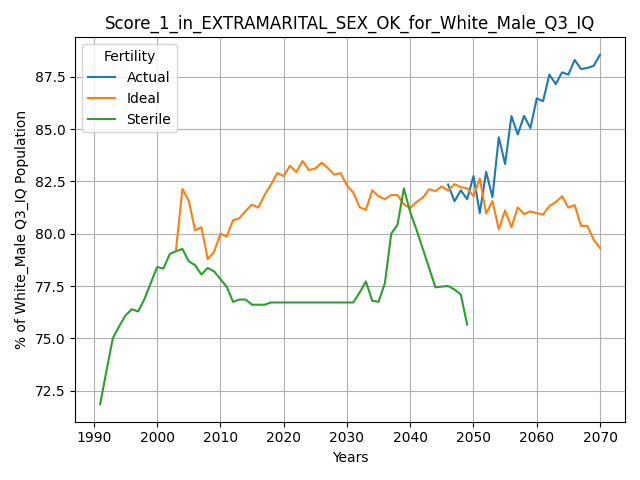 Score_1_in_EXTRAMARITAL_SEX_OK_for_White_Male_Q3_IQ
Fertility
Actual
Ideal
Sterile
% of White_Male Q3_IQ Population
87.5
85.0
82.5
80.0
77.5
75.0
72.5
1990 2000 2010 2020 2030 2040 2050 2060 2070
Years